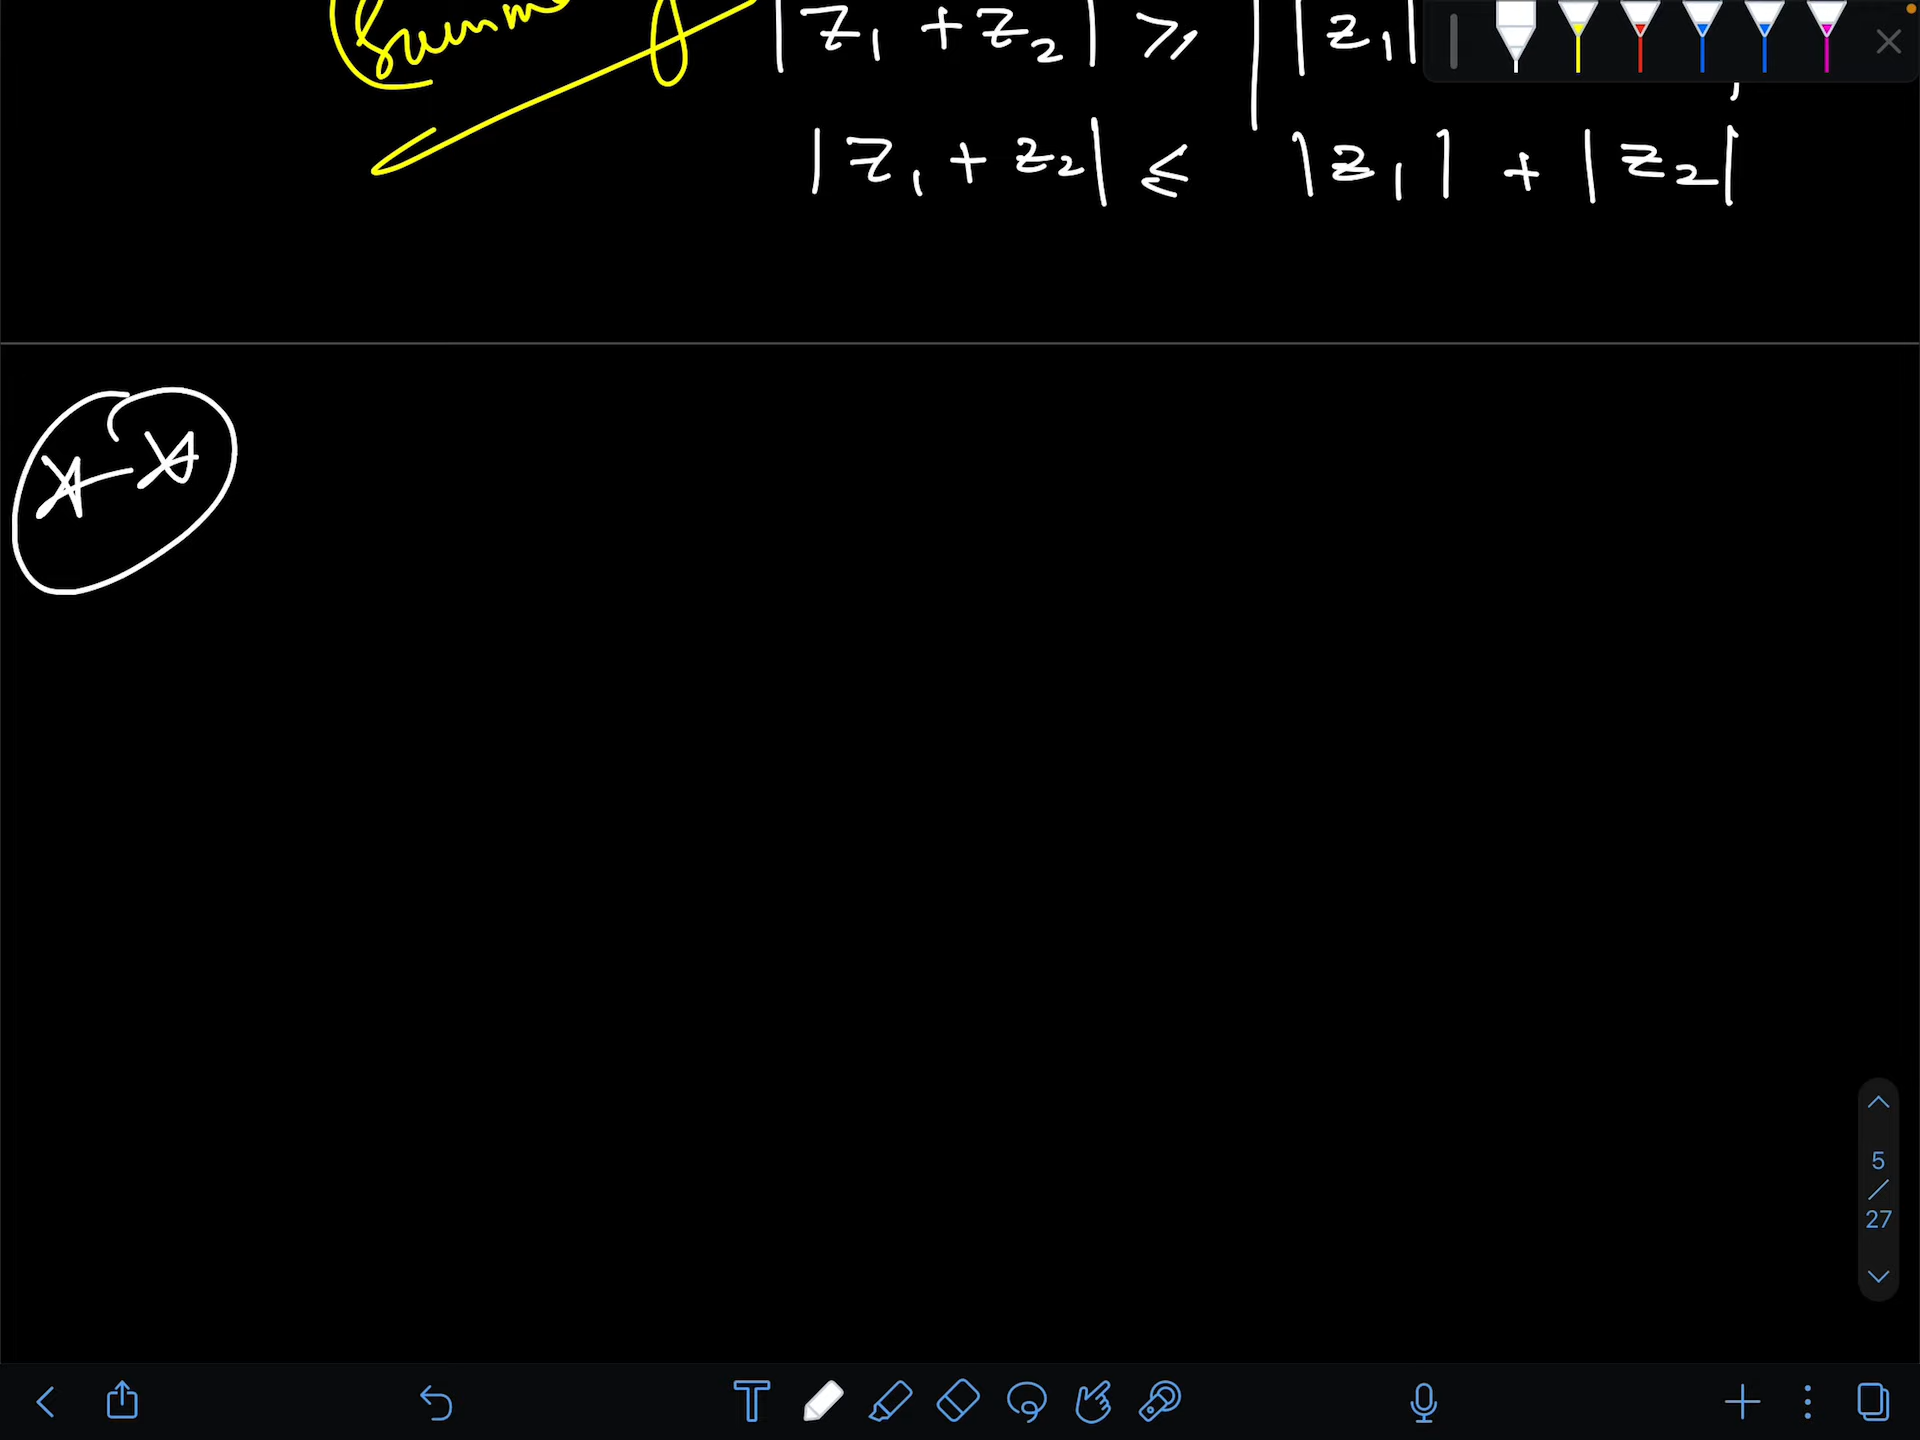 |z₁ + z₂| ⩾ ||z₁|
|z₁ + z₂| ⩽ |z₁| + |z₂|
5
/
27
T